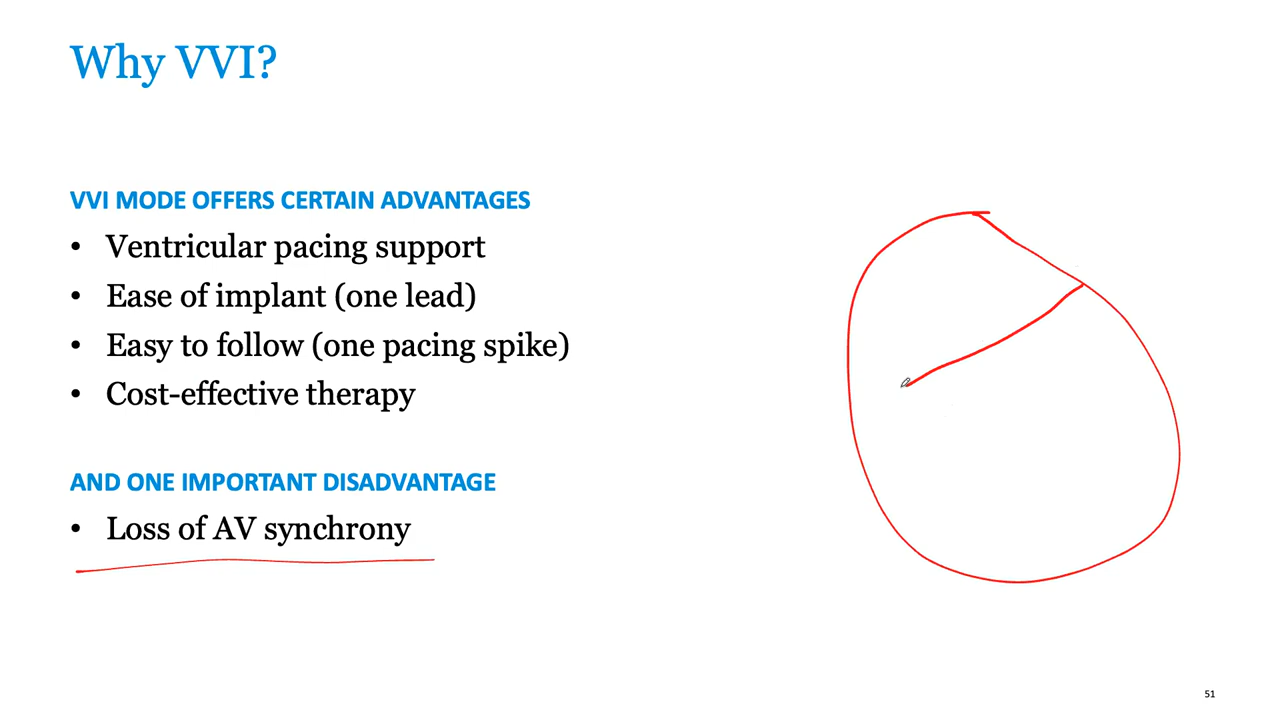 Why VVI?
VVI MODE OFFERS CERTAIN ADVANTAGES
• Ventricular pacing support
• Ease of implant (one lead)
• Easy to follow (one pacing spike)
• Cost-effective therapy
AND ONE IMPORTANT DISADVANTAGE
• Loss of AV synchrony
51